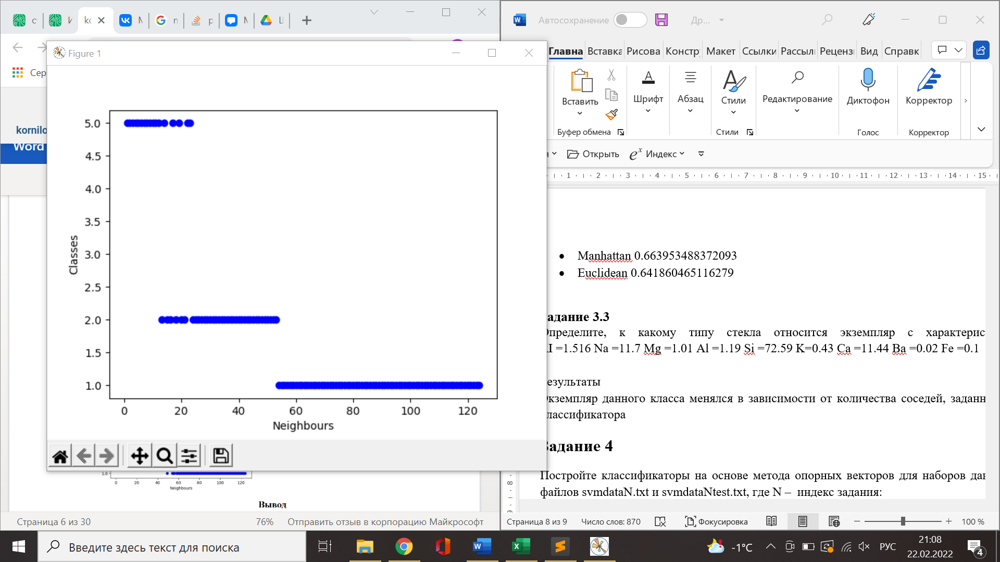 Figure 1
Сер
kornilo
Word
5.0
4.5
4.0
3.5
3.0
2.5
2.0
1.5
1.0
Classes
0 20 40 60 80 100 120
Neighbours
1.0
0 20 40 60 80 100 120
Neighbours
Вывод
Страница 6 из 30 76% Отправить отзыв в корпорацию Майкрософт
Автосохранение Др...
Главна Вставка Рисова Констр Макет Ссылки Рассыл Реценз Вид Справк
Вставить Шрифт Абзац Стили Редактирование Диктофон Корректор
Буфер обмена Стили Голос Корректор
Открыть Индекс
1 2 3 4 5 6 7 8 9 10 11 12 13 14 15
Manhattan 0.663953488372093
Euclidean 0.641860465116279
адание 3.3
Определите, к какому типу стекла относится экземпляр с характерис
=1.516 Na =11.7 Mg =1.01 Al =1.19 Si =72.59 K=0.43 Ca =11.44 Ba =0.02 Fe =0.1
езультаты
Экземпляр данного класса менялся в зависимости от количества соседей, заданн
лассификатора
Задание 4
Постройте классификаторы на основе метода опорных векторов для наборов дан
файлов svmdataN.txt и svmdataNtest.txt, где N – индекс задания:
Страница 8 из 9 Число слов: 870 Фокусировка 100 %
Введите здесь текст для поиска
-1°C РУС 21:08
22.02.2022
4